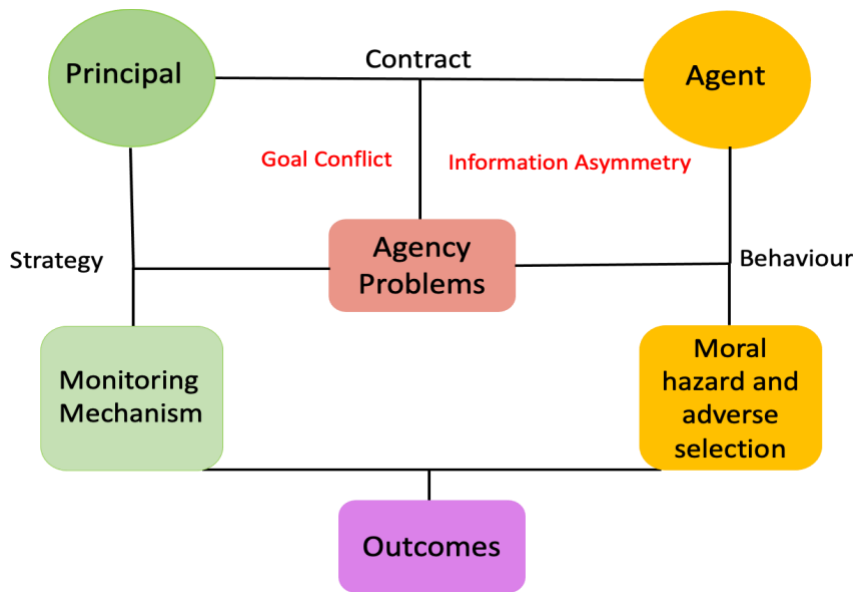 Principal
Contract
Agent
Goal Conflict
Information Asymmetry
Agency
Problems
Strategy
Behaviour
Monitoring
Mechanism
Moral
hazard and
adverse
selection
Outcomes